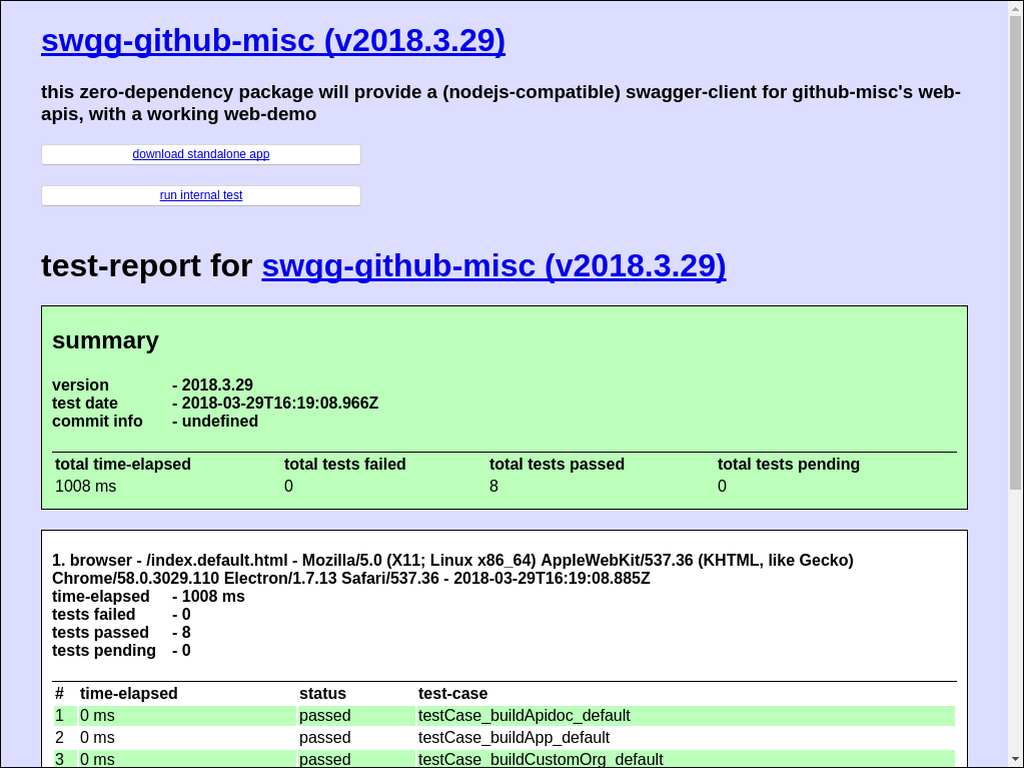 swgg-github-misc (v2018.3.29)
this zero-dependency package will provide a (nodejs-compatible) swagger-client for github-misc's web-
apis, with a working web-demo
download standalone app
run internal test
test-report for swgg-github-misc (v2018.3.29)
summary
version - 2018.3.29
test date - 2018-03-29T16:19:08.966Z
commit info - undefined
total time-elapsed total tests failed total tests passed total tests pending
1008 ms 0 8 0
1. browser - /index.default.html - Mozilla/5.0 (X11; Linux x86_64) AppleWebKit/537.36 (KHTML, like Gecko)
Chrome/58.0.3029.110 Electron/1.7.13 Safari/537.36 - 2018-03-29T16:19:08.885Z
time-elapsed - 1008 ms
tests failed - 0
tests passed - 8
tests pending - 0
# time-elapsed status test-case
1 0 ms passed testCase_buildApidoc_default
2 0 ms passed testCase_buildApp_default
3 0 ms passed testCase_buildCustomOrg_default